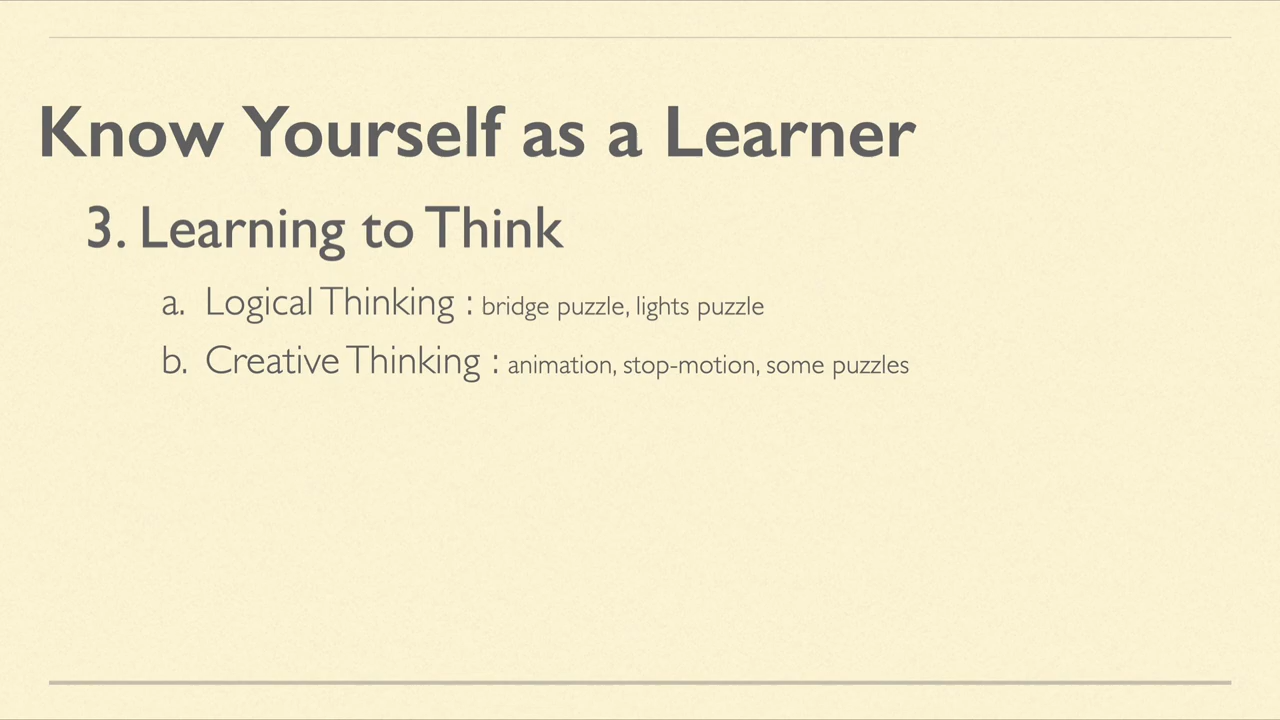 Know Yourself as a Learner
3. Learning to Think
a. Logical Thinking : bridge puzzle, lights puzzle
b. Creative Thinking : animation, stop-motion, some puzzles